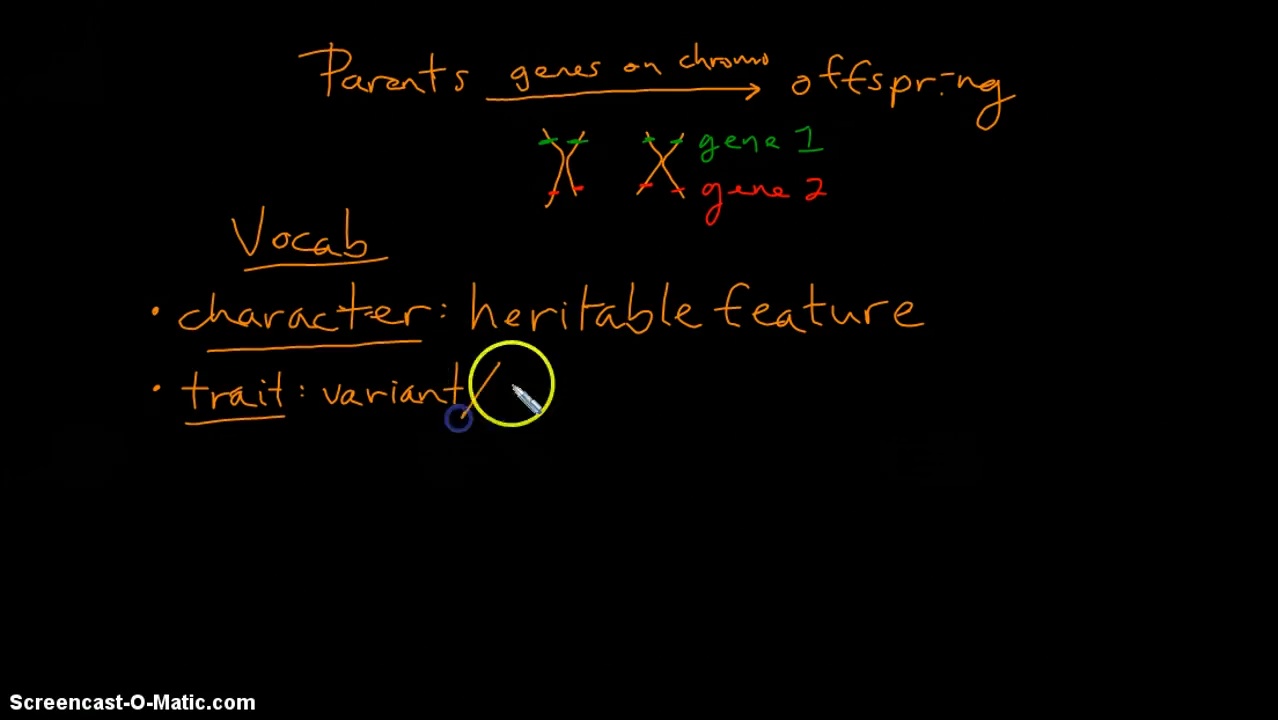 Parents genes on chromo offspring
gene 1
gene 2
Vocab
• character: heritable feature
• trait: variant/
Screencast-O-Matic.com